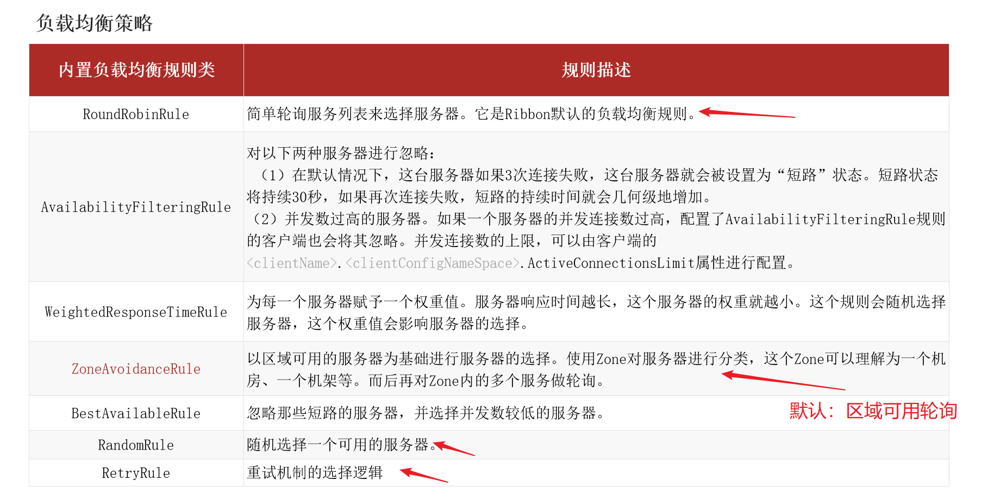 负载均衡策略
内置负载均衡规则类
规则描述
RoundRobinRule
简单轮询服务列表来选择服务器。它是Ribbon默认的负载均衡规则。
AvailabilityFilteringRule
对以下两种服务器进行忽略：
（1）在默认情况下，这台服务器如果3次连接失败，这台服务器就会被设置为“短路”状态。短路状态
将持续30秒，如果再次连接失败，短路的持续时间就会几何级地增加。
（2）并发数过高的服务器。如果一个服务器的并发连接数过高，配置了AvailabilityFilteringRule规则
的客户端也会将其忽略。并发连接数的上限，可以由客户端的
<clientName>.<clientConfigNameSpace>.ActiveConnectionsLimit属性进行配置。
WeightedResponseTimeRule
为每一个服务器赋予一个权重值。服务器响应时间越长，这个服务器的权重就越小。这个规则会随机选择
服务器，这个权重值会影响服务器的选择。
ZoneAvoidanceRule
以区域可用的服务器为基础进行服务器的选择。使用Zone对服务器进行分类，这个Zone可以理解为一个机
房、一个机架等。而后再对Zone内的多个服务做轮询。
BestAvailableRule
忽略那些短路的服务器，并选择并发数较低的服务器。
默认：区域可用轮询
RandomRule
随机选择一个可用的服务器。
RetryRule
重试机制的选择逻辑